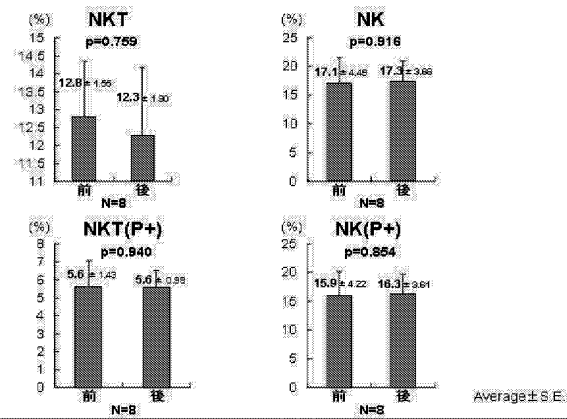 (%) NKT
p=0.759
15
14.5
14
13.5
13
12.5
12
11.5
11
12.8 ± 1.55
12.3 ± 1.90
前 後
N=8
(%) NK
p=0.916
25
20
15
10
5
0
17.1 ± 4.45
17.3 ± 3.66
前 後
N=8
(%) NKT(P+)
p=0.940
8
7
6
5
4
3
2
1
0
5.6 ± 1.43
5.6 ± 0.99
前 後
N=8
(%) NK(P+)
p=0.854
25
20
15
10
5
0
15.9 ± 4.22
16.3 ± 3.61
前 後
N=8
Average ± S.E.